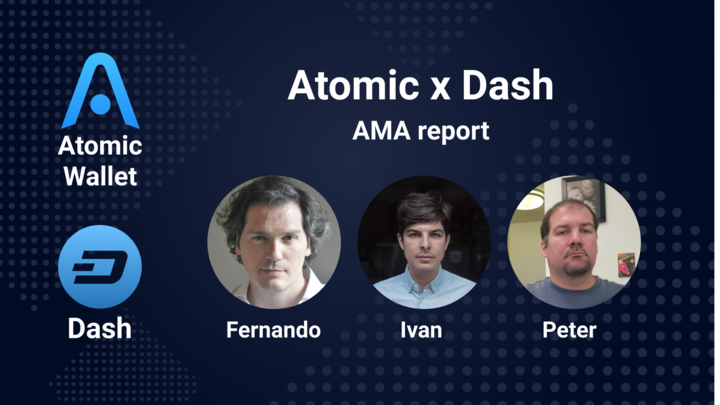 Atomic x Dash
AMA report
Atomic
Wallet
Dash
Fernando
Ivan
Peter